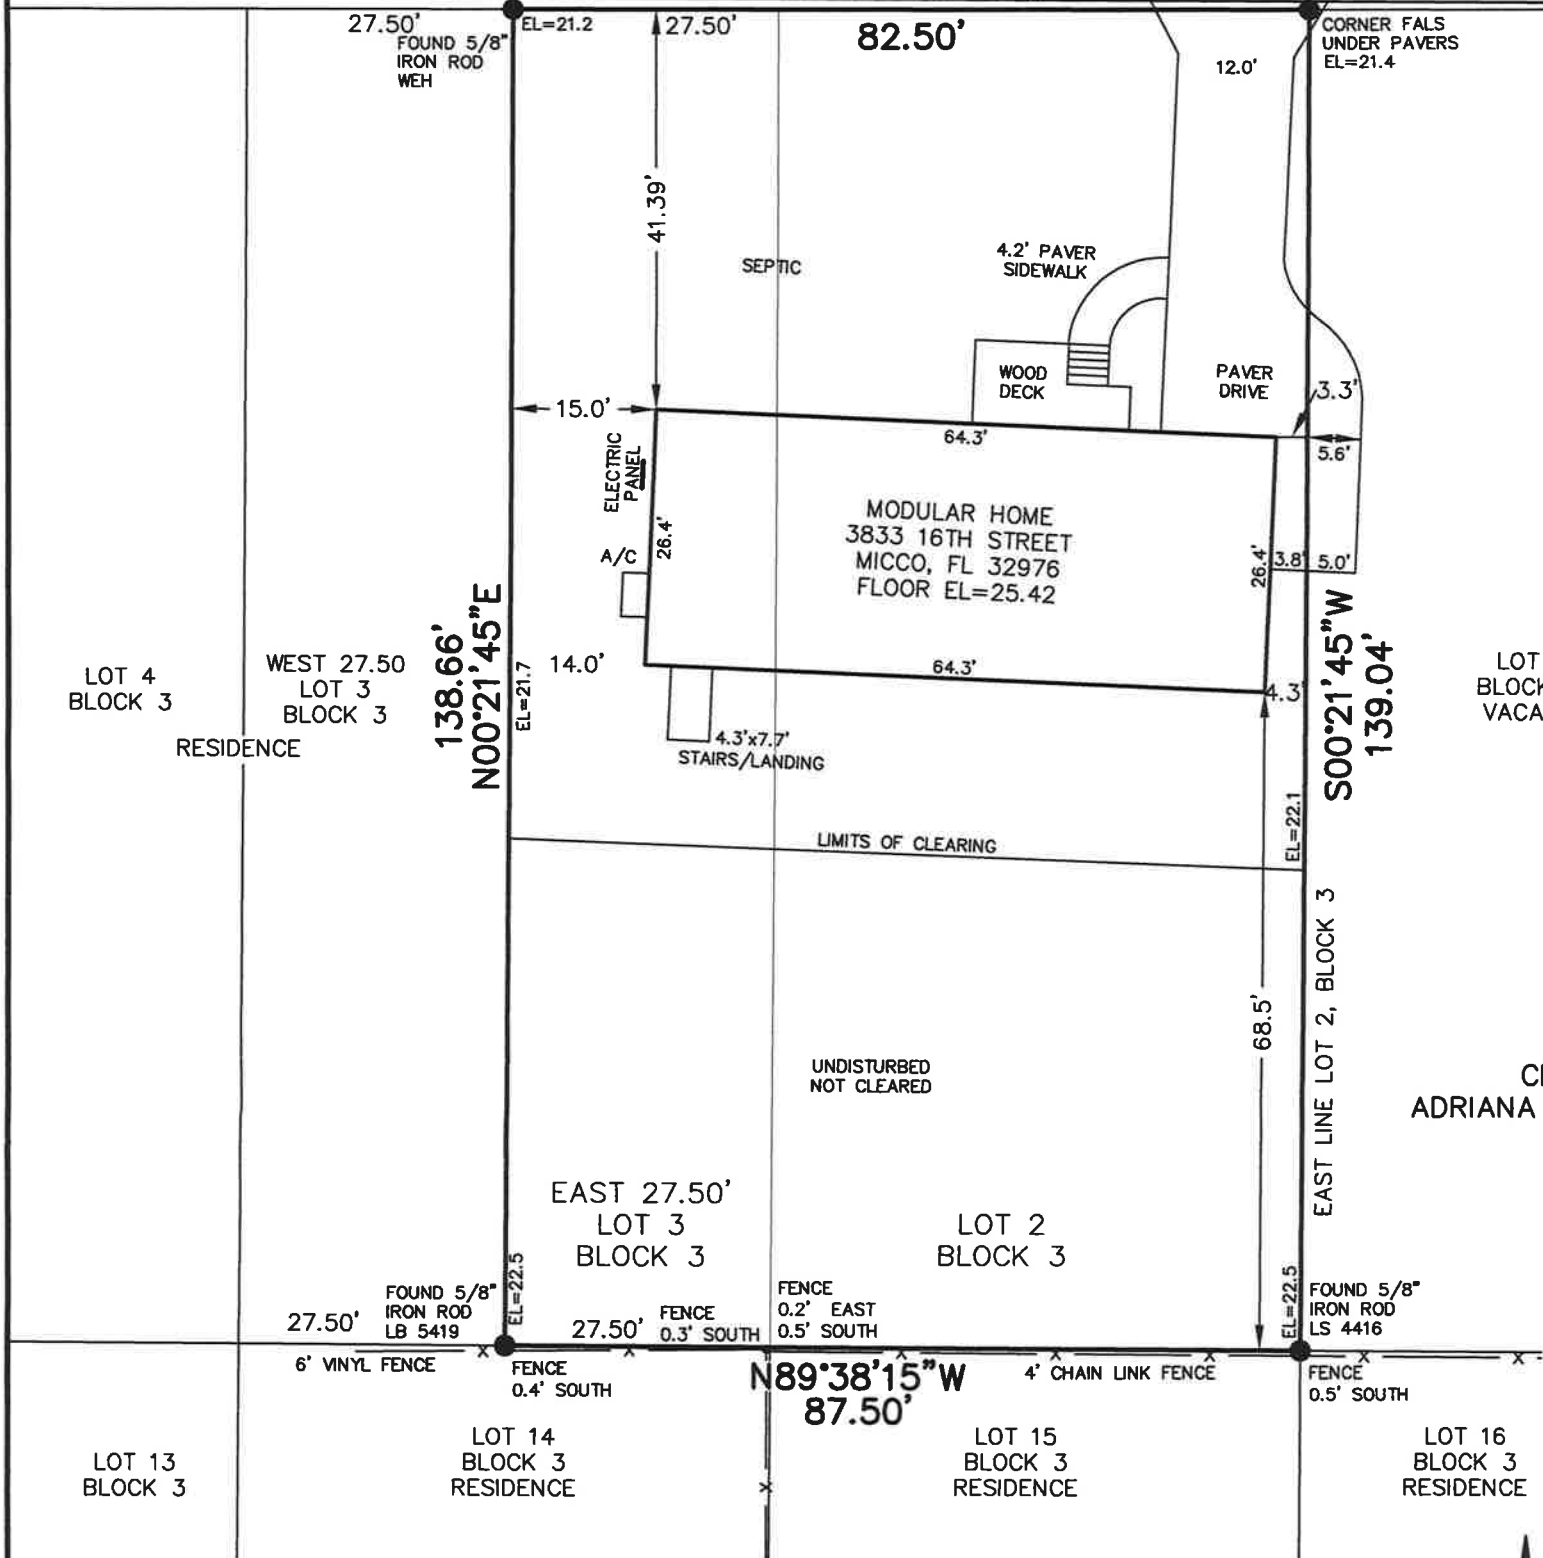 27.50'
EL=21.2
27.50'
82.50'
FOUND 5/8"
IRON ROD
WEH
CORNER FALS
UNDER PAVERS
EL=21.4
12.0'
41.39'
SEPTIC
4.2' PAVER
SIDEWALK
WOOD
DECK
PAVER
DRIVE
3.3'
15.0'
64.3'
5.6'
ELECTRIC
PANEL
26.4'
A/C
MODULAR HOME
3833 16TH STREET
MICCO, FL 32976
FLOOR EL=25.42
26.4'
3.8'
5.0'
138.66'
N00°21'45"E
EL=21.7
14.0'
64.3'
4.3'
S00°21'45"W
139.04'
LOT 4
BLOCK 3
WEST 27.50
LOT 3
BLOCK 3
RESIDENCE
LOT
BLOCK
VACA
4.3'x7.7'
STAIRS/LANDING
LIMITS OF CLEARING
EL=22.1
EAST LINE LOT 2, BLOCK 3
68.5'
UNDISTURBED
NOT CLEARED
ADRIANA
EAST 27.50'
LOT 3
BLOCK 3
LOT 2
BLOCK 3
EL=22.5
EL=22.5
FOUND 5/8"
IRON ROD
LB 5419
27.50'
27.50'
FENCE
0.3' SOUTH
FENCE
0.2' EAST
0.5' SOUTH
FOUND 5/8"
IRON ROD
LS 4416
6' VINYL FENCE
FENCE
0.4' SOUTH
N89°38'15"W
87.50'
4' CHAIN LINK FENCE
FENCE
0.5' SOUTH
LOT 13
BLOCK 3
LOT 14
BLOCK 3
RESIDENCE
LOT 15
BLOCK 3
RESIDENCE
LOT 16
BLOCK 3
RESIDENCE